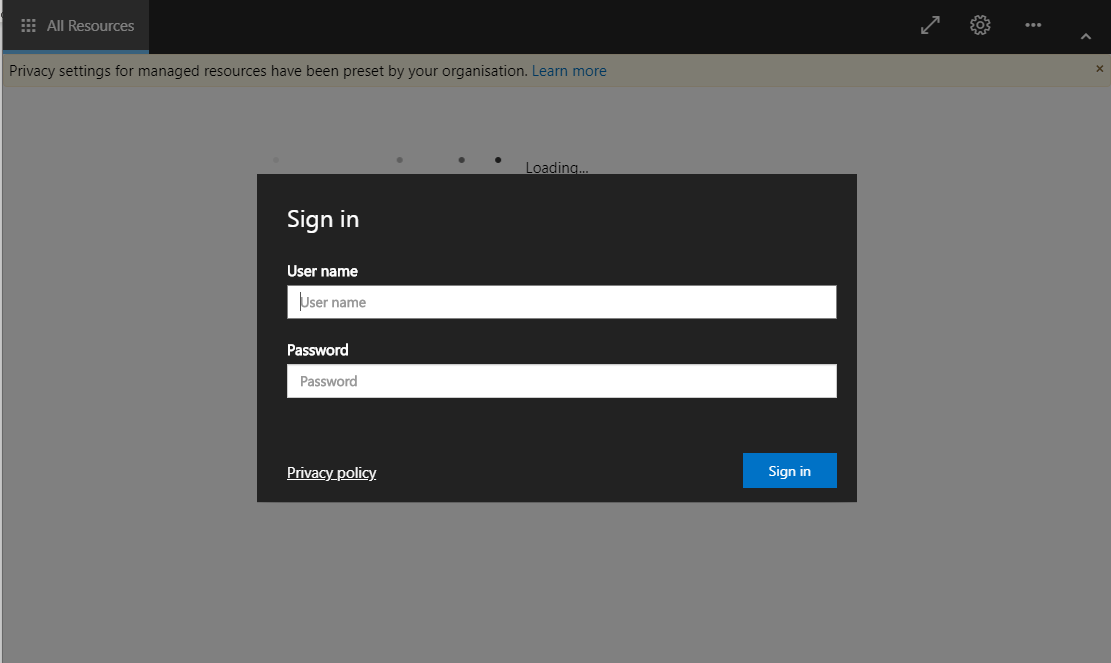 All Resources
Privacy settings for managed resources have been preset by your organisation. Learn more
Loading...
Sign in
User name
User name
Password
Password
Privacy policy
Sign in